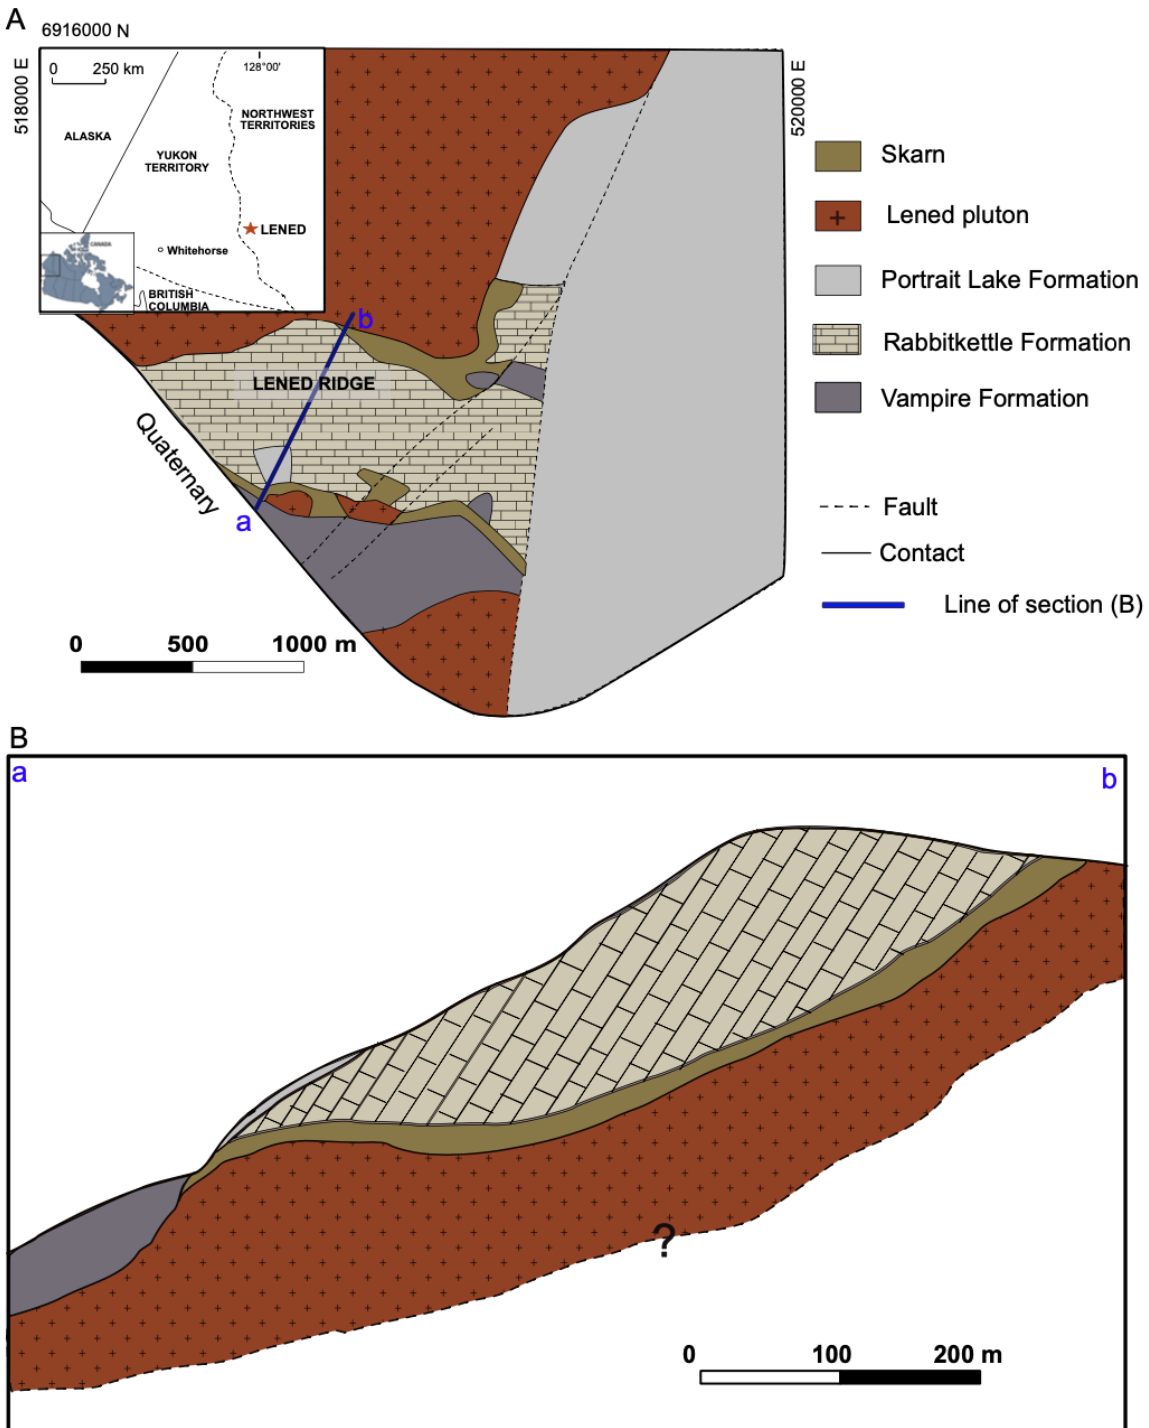 A
6916000 N
518000 E
520000 E
0 250 km
128°00'
ALASKA
NORTHWEST
TERRITORIES
YUKON
TERRITORY
LENED
Whitehorse
CANADA
BRITISH
COLUMBIA
b
LENED RIDGE
Quaternary
a
0 500 1000 m
Skarn
+
Lened pluton
Portrait Lake Formation
Rabbitkettle Formation
Vampire Formation
Fault
Contact
Line of section (B)
B
a
b
?
0 100 200 m